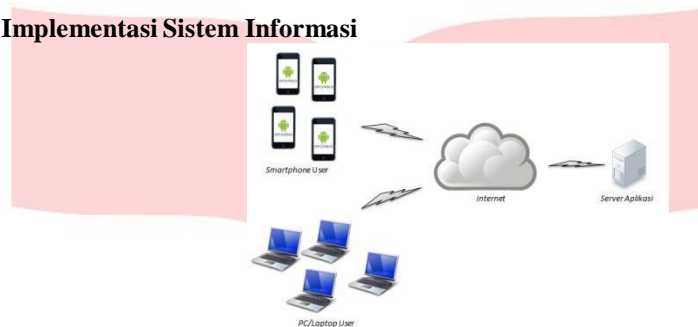 Implementasi Sistem Informasi
Smartphone User
Internet
Server Aplikasi
PC/Laptop User